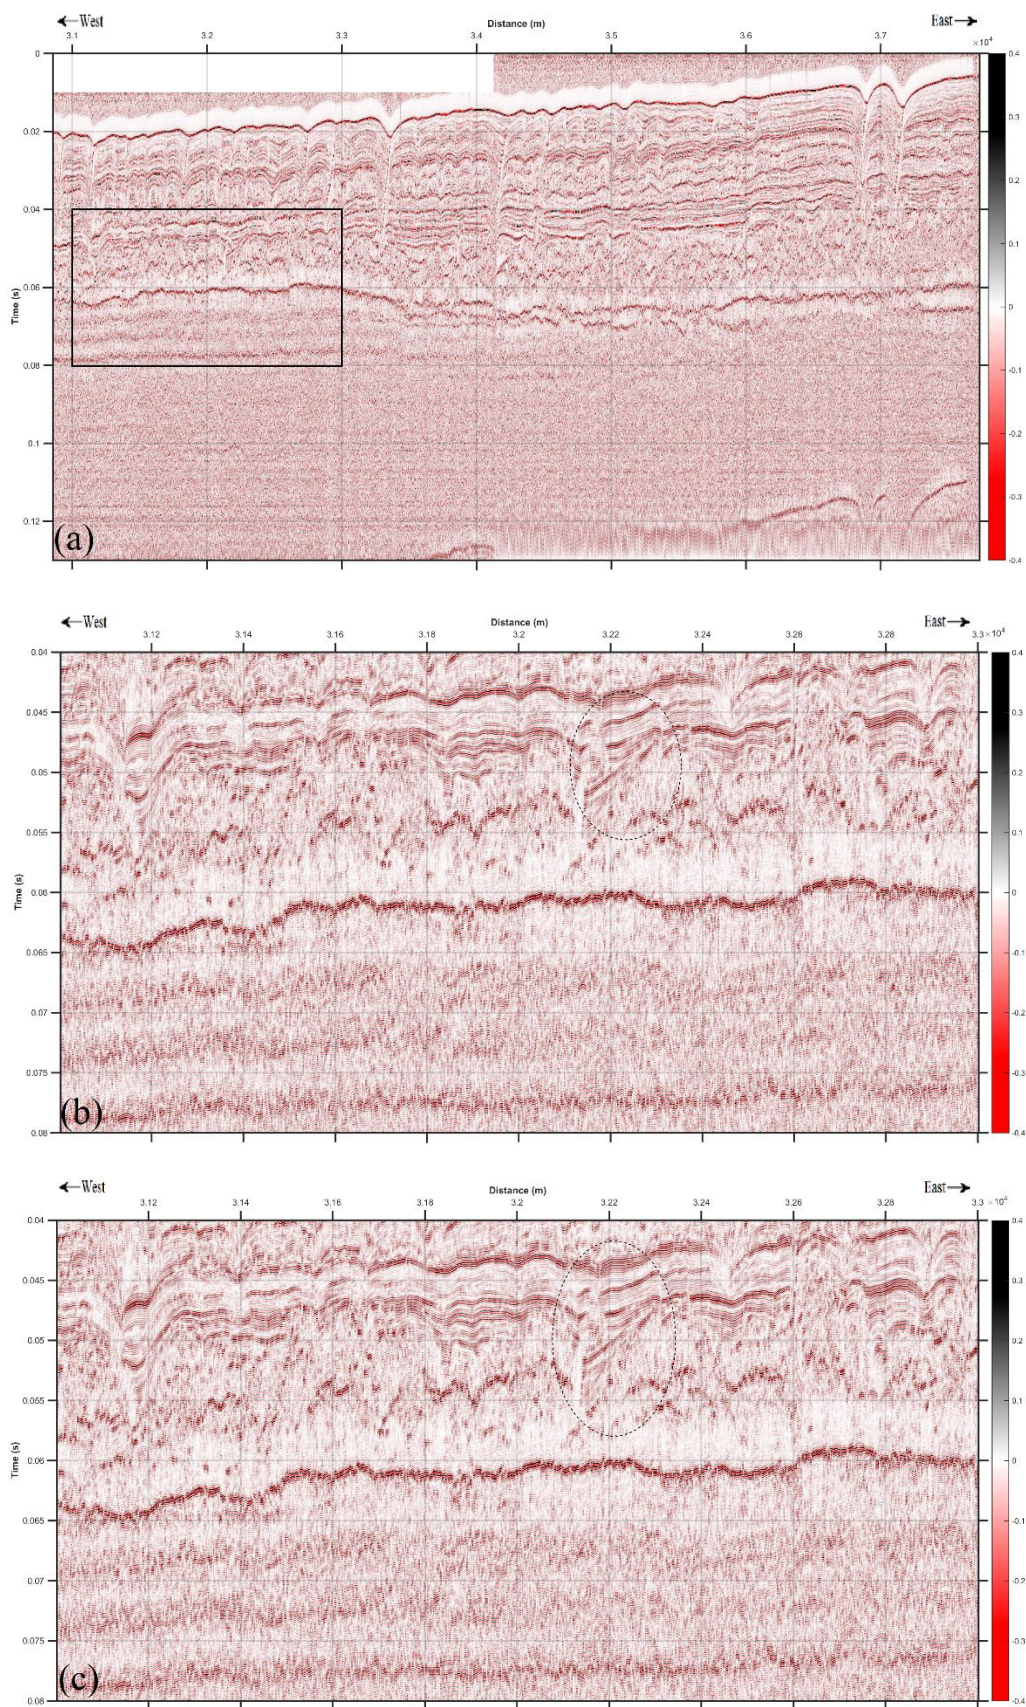 Distance (m)
←West
East→
3.1 3.2 3.3 3.4 3.5 3.6 3.7
×10⁴
0
0.02
0.04
0.06
0.08
0.1
0.12
Time (s)
0.4
0.3
0.2
0.1
0
-0.1
-0.2
-0.3
-0.4
(a)
←West
Distance (m)
East→
3.12 3.14 3.16 3.18 3.2 3.22 3.24 3.26 3.28 3.3 ×10⁴
0.04
0.045
0.05
0.055
0.06
0.065
0.07
0.075
0.08
Time (s)
0.4
0.3
0.2
0.1
0
-0.1
-0.2
-0.3
-0.4
(b)
←West
Distance (m)
East→
3.12 3.14 3.16 3.18 3.2 3.22 3.24 3.26 3.28 3.3 ×10⁴
0.04
0.045
0.05
0.055
0.06
0.065
0.07
0.075
0.08
Time (s)
0.4
0.3
0.2
0.1
0
-0.1
-0.2
-0.3
-0.4
(c)